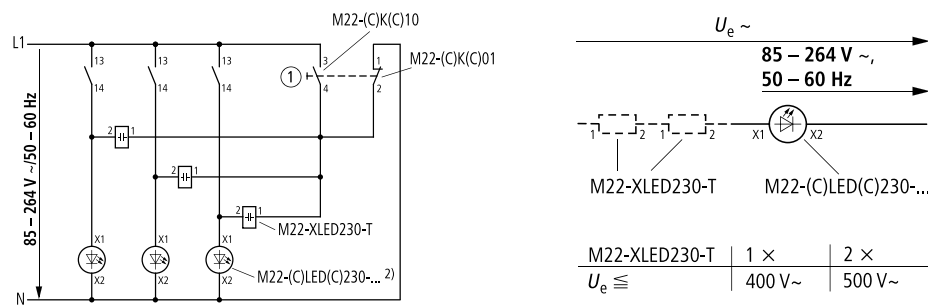 M22-(C)K(C)10
L1
13
13
13
3
1
M22-(C)K(C)01
1
14
14
14
4
2
2 1
2 1
2 1
M22-XLED230-T
85 – 264 V ~/50 – 60 Hz
X1
X1
X1
X2
X2
X2
M22-(C)LED(C)230-... 2)
N
Ue ~
85 – 264 V ~,
50 – 60 Hz
1 2 1 2 X1 X2
M22-XLED230-T M22-(C)LED(C)230-...
M22-XLED230-T 1 × 2 ×
Ue ≦ 400 V~ 500 V~